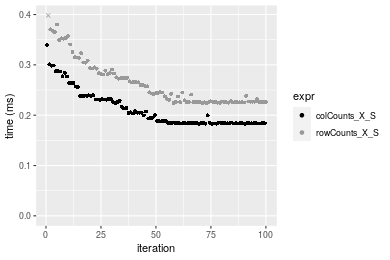 0.4
0.3
0.2
0.1
0.0
time (ms)
0
25
50
75
100
iteration
expr
colCounts_X_S
rowCounts_X_S